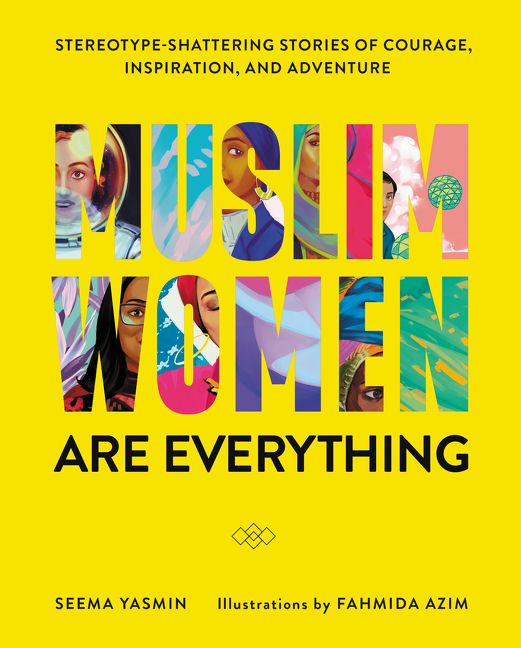 STEREOTYPE-SHATTERING STORIES OF COURAGE,
INSPIRATION, AND ADVENTURE
MUSLIM
WOMEN
ARE EVERYTHING
SEEMA YASMIN Illustrations by FAHMIDA AZIM